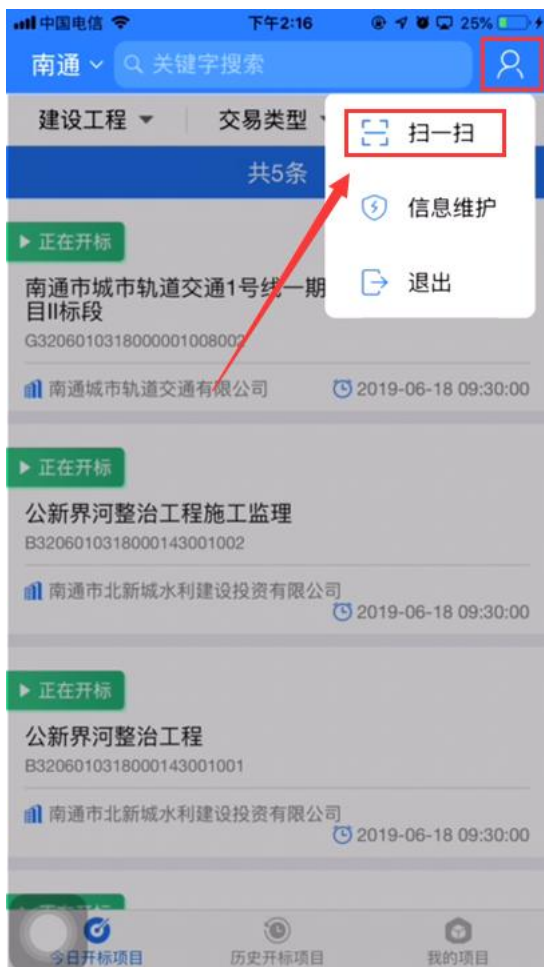 中国电信 下午2:16 25%
南通 关键字搜索
建设工程 交易类型
扫一扫
信息维护
退出
共5条
正在开标
南通市城市轨道交通1号线一期
目II标段
G3206010318000001008002
南通城市轨道交通有限公司 2019-06-18 09:30:00
正在开标
公新界河整治工程施工监理
B3206010318000143001002
南通市北新城水利建设投资有限公司
2019-06-18 09:30:00
正在开标
公新界河整治工程
B3206010318000143001001
南通市北新城水利建设投资有限公司
2019-06-18 09:30:00
今日开标项目 历史开标项目 我的项目